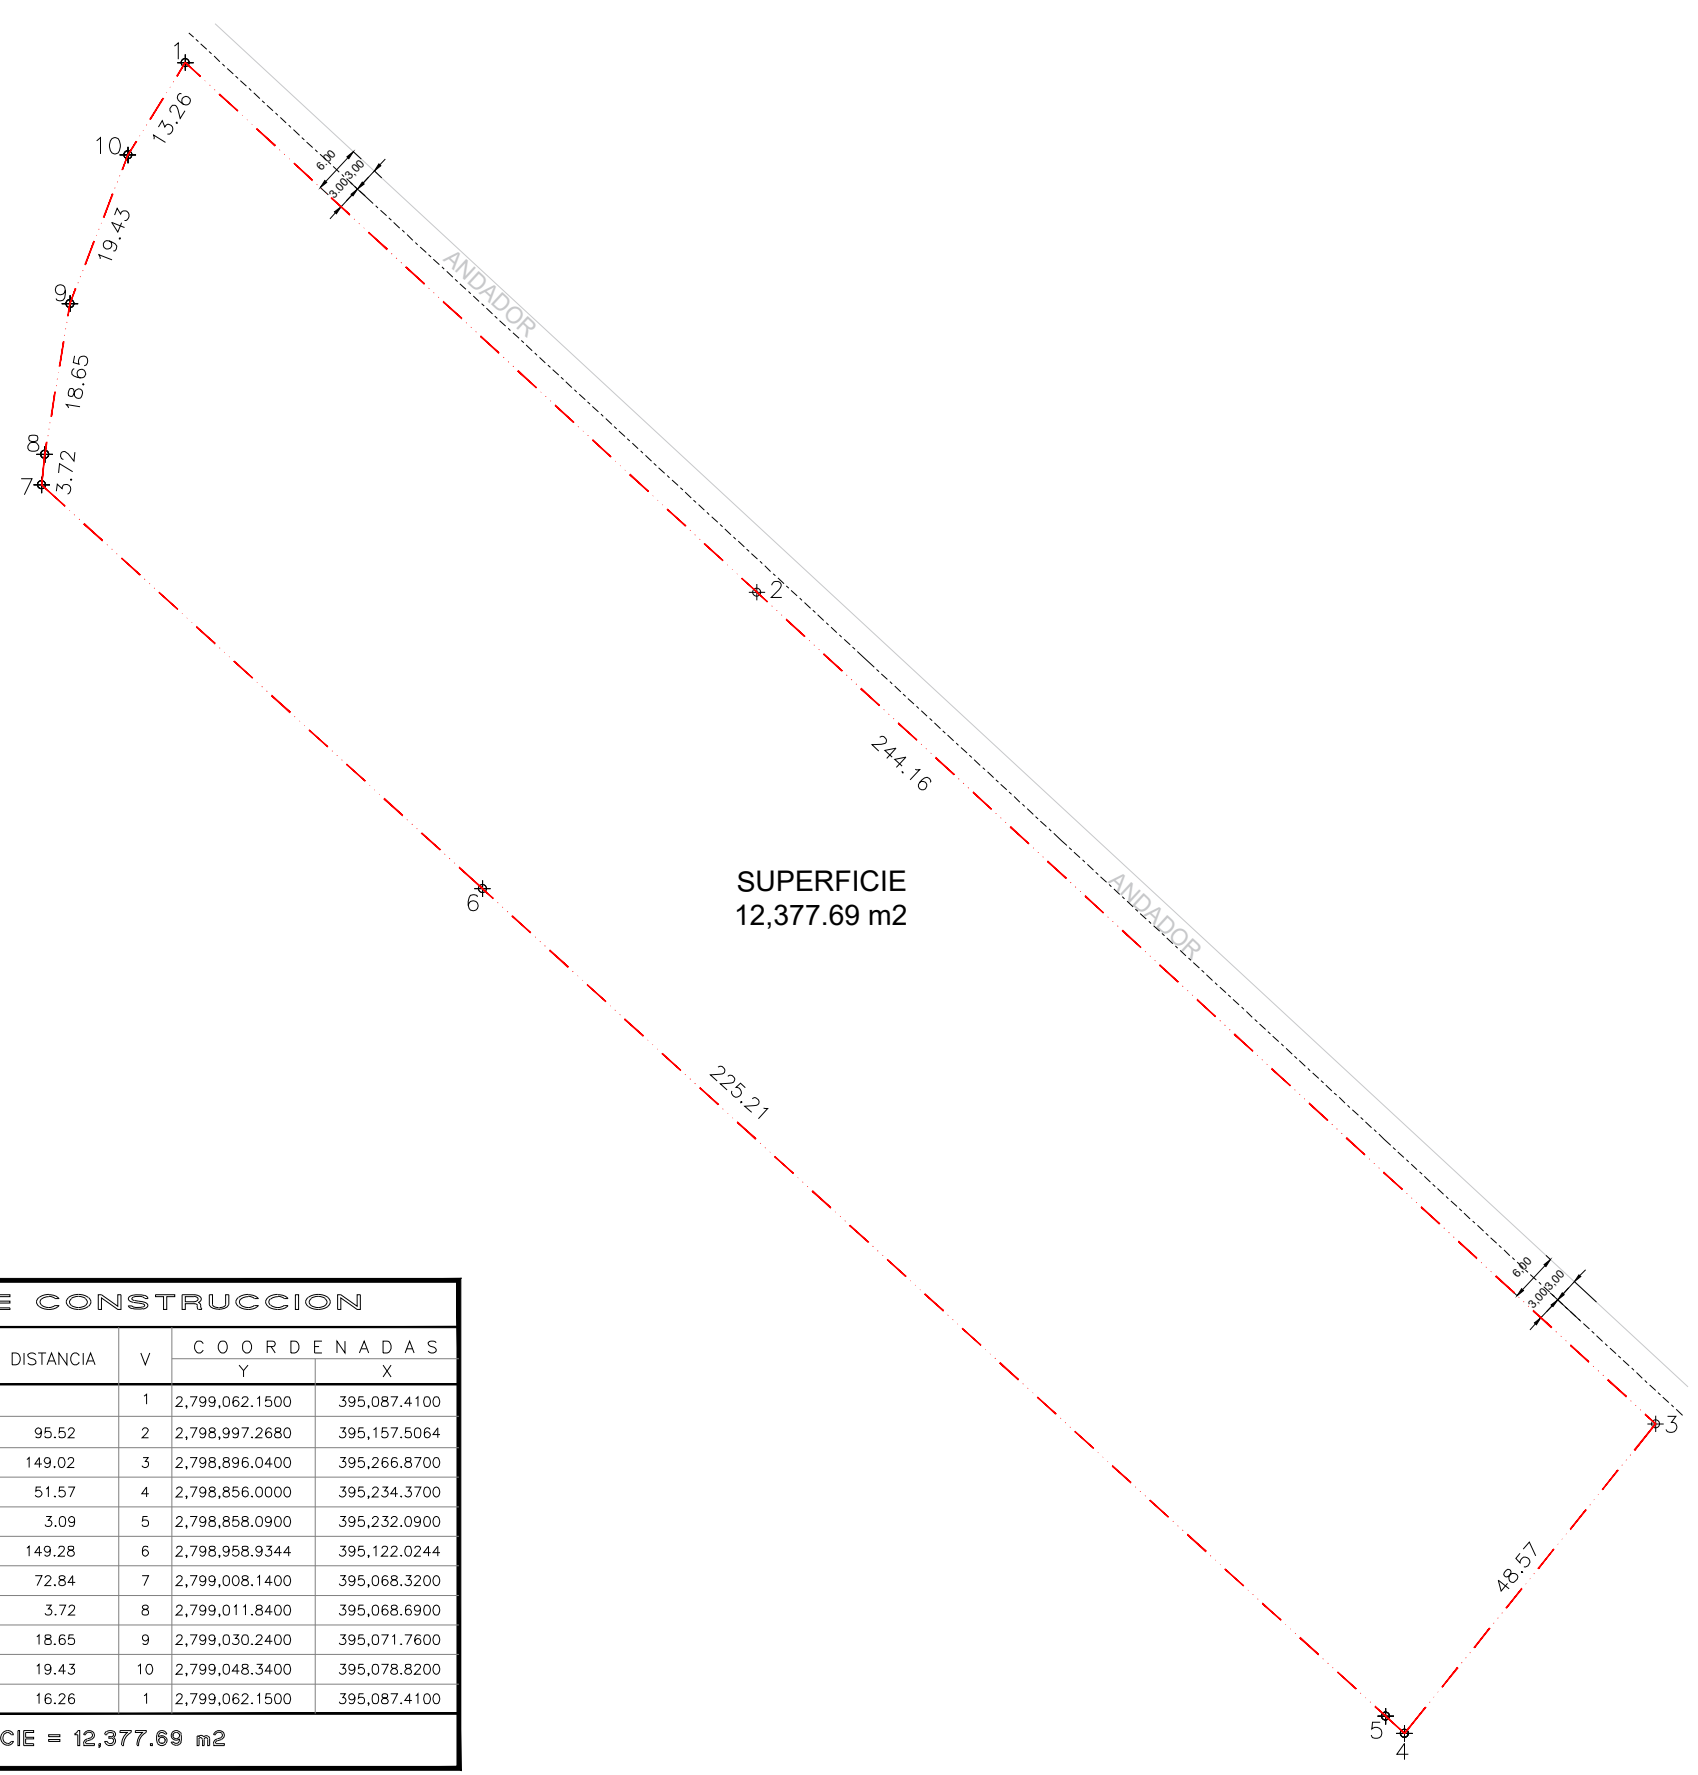 1
10
13.26
6.00
3.00
3.00
19.43
ANDADOR
9
18.65
8
3.72
7
2
244.16
SUPERFICIE
12,377.69 m2
ANDADOR
6
225.21
6.00
3.00
3.00
3
48.57
5
4
E CONSTRUCCION
DISTANCIA V COORDENADAS
Y X
1 2,799,062.1500 395,087.4100
95.52 2 2,798,997.2680 395,157.5064
149.02 3 2,798,896.0400 395,266.8700
51.57 4 2,798,856.0000 395,234.3700
3.09 5 2,798,858.0900 395,232.0900
149.28 6 2,798,958.9344 395,122.0244
72.84 7 2,799,008.1400 395,068.3200
3.72 8 2,799,011.8400 395,068.6900
18.65 9 2,799,030.2400 395,071.7600
19.43 10 2,799,048.3400 395,078.8200
16.26 1 2,799,062.1500 395,087.4100
CIE = 12,377.69 m2